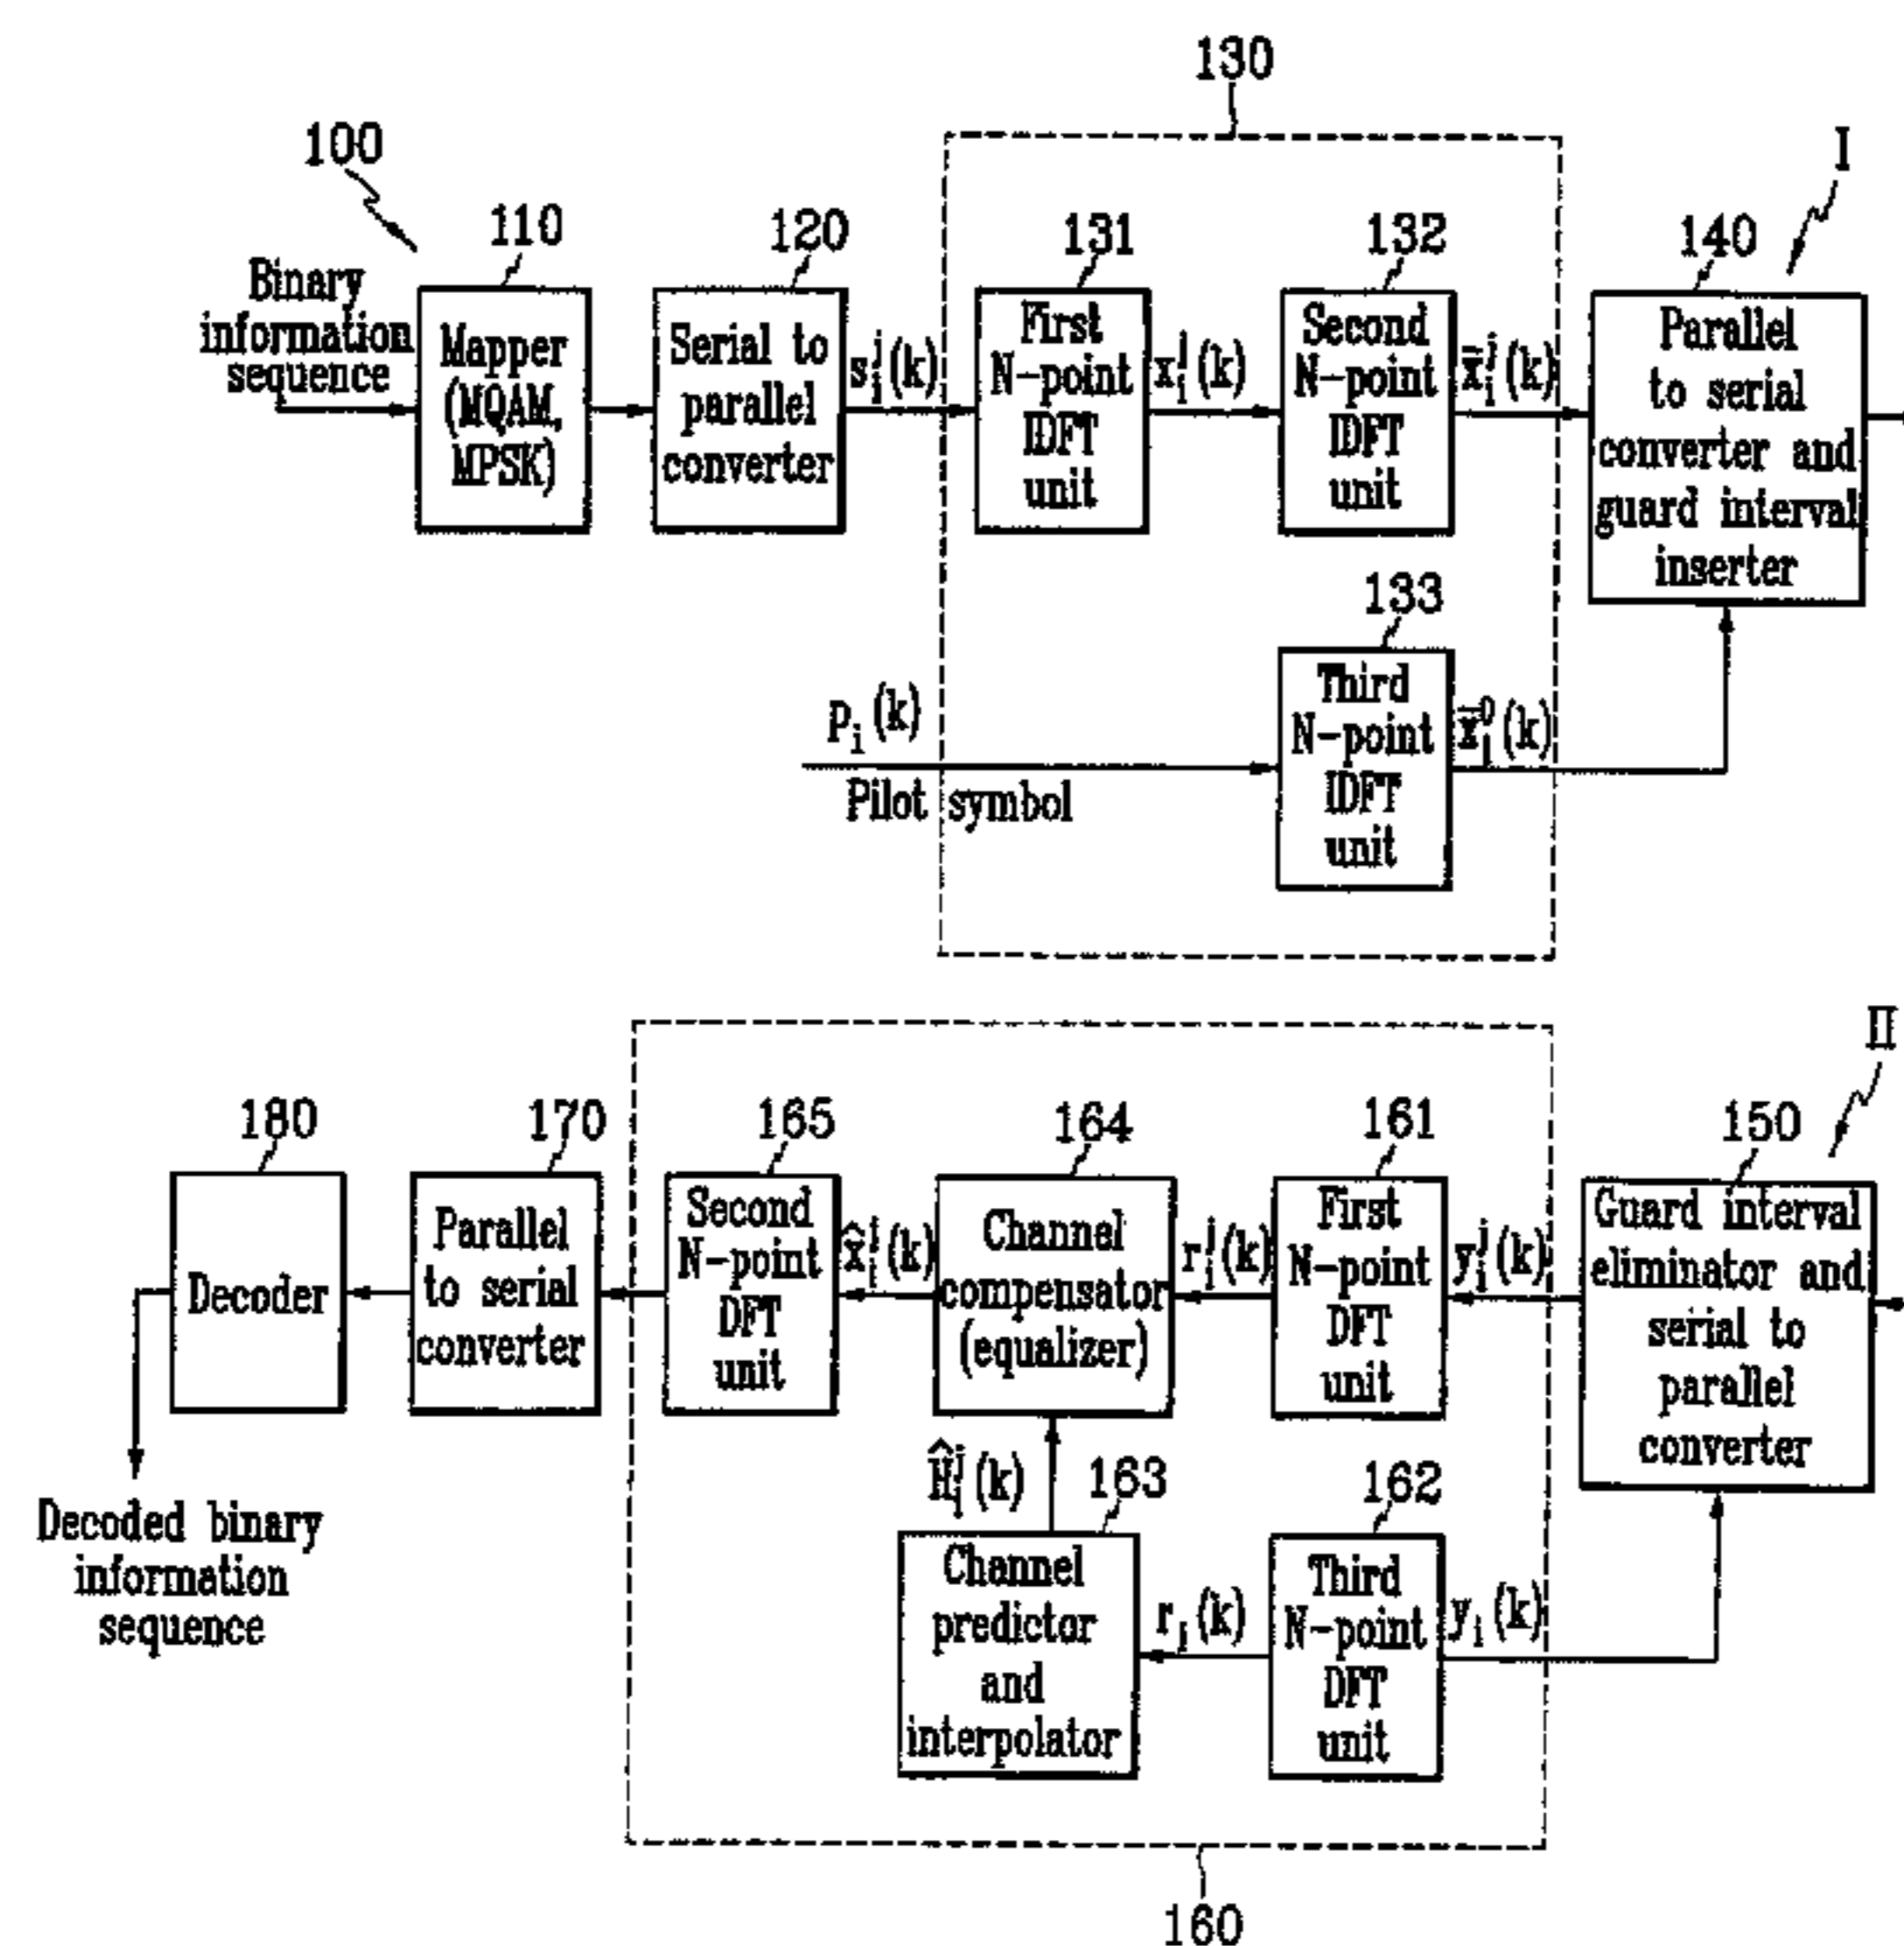 130
100
I
110
120
131
132
140
Binary
information
sequence
Mapper
(MQAM,
MPSK)
Serial to
parallel
converter
s_i^j(k)
First
N-point
IDFT
unit
x_i^j(k)
Second
N-point
IDFT
unit
x̄_i^j(k)
Parallel
to serial
converter and
guard interval
inserter
133
p_i(k)
Pilot symbol
Third
N-point
IDFT
unit
x̄_i^p(k)
II
180
170
165
164
161
150
Decoder
Parallel
to serial
converter
Second
N-point
DFT
unit
x̂_i^j(k)
Channel
compensator
(equalizer)
r_i^j(k)
First
N-point
DFT
unit
y_i^j(k)
Guard interval
eliminator and
serial to
parallel
converter
Decoded binary
information
sequence
Ĥ_i^j(k)
163
162
Channel
predictor
and
interpolator
r_i(k)
Third
N-point
DFT
unit
y_i(k)
160